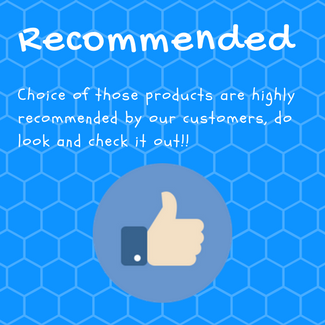 Recommended
Choice of those products are highly
recommended by our customers, do
look and check it out!!